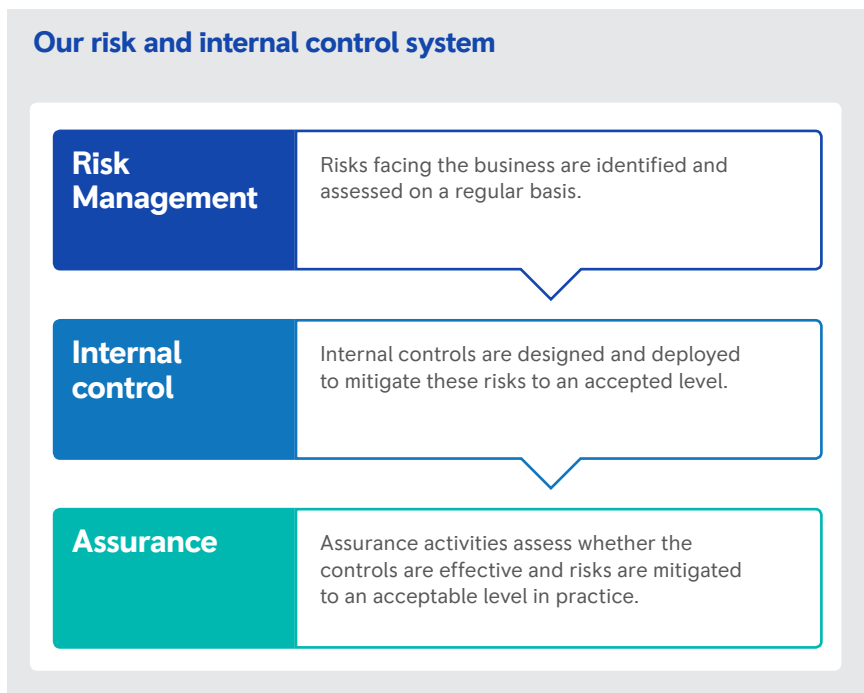 Our risk and internal control system
Risk
Management
Risks facing the business are identified and
assessed on a regular basis.
Internal
control
Internal controls are designed and deployed
to mitigate these risks to an accepted level.
Assurance
Assurance activities assess whether the
controls are effective and risks are mitigated
to an acceptable level in practice.